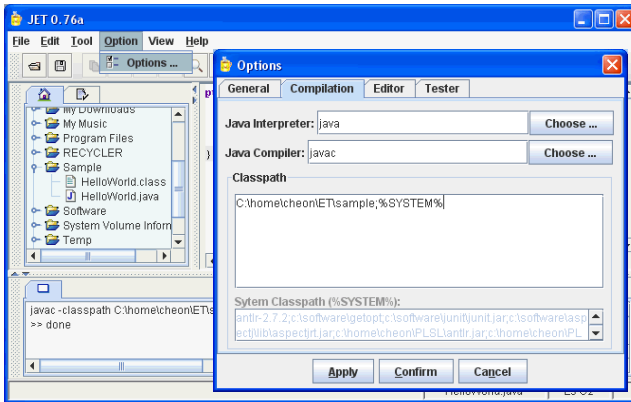 JET 0.76a
File Edit Tool Option View Help
Options ...
My Downloads
My Music
Program Files
RECYCLER
Sample
HelloWorld.class
HelloWorld.java
Software
System Volume Inform
Temp
javac -classpath C:\home\cheon\ET\s
>> done
Options
General Compilation Editor Tester
Java Interpreter: java Choose ...
Java Compiler: javac Choose ...
Classpath
C:\home\cheon\ET\sample;%SYSTEM%
Sytem Classpath (%SYSTEM%):
antlr-2.7.2,c:\software\getopt;c:\software\junit\junit.jar;c:\software\asp
ectj\lib\aspectjrt.jar;c:\home\cheon\PLSL\antlr.jar;c:\home\cheon\PL
Apply Confirm Cancel
HelloWorld.java